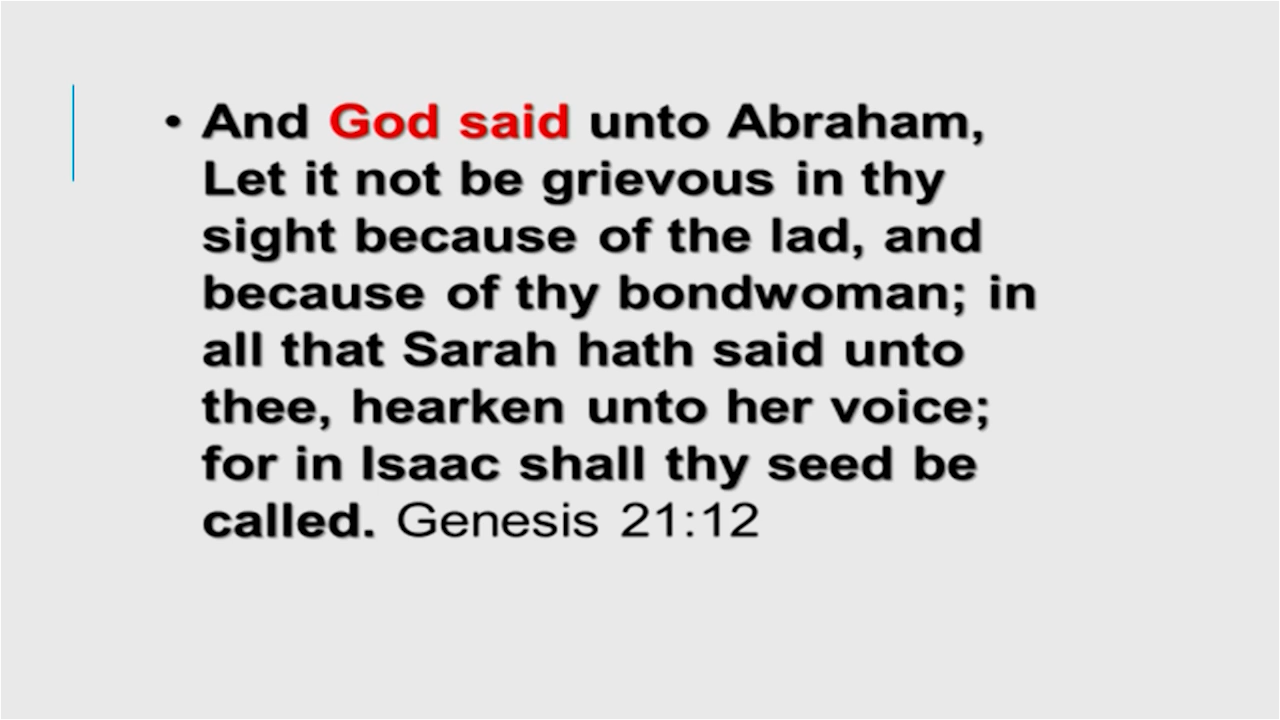 • And God said unto Abraham,
Let it not be grievous in thy
sight because of the lad, and
because of thy bondwoman; in
all that Sarah hath said unto
thee, hearken unto her voice;
for in Isaac shall thy seed be
called. Genesis 21:12